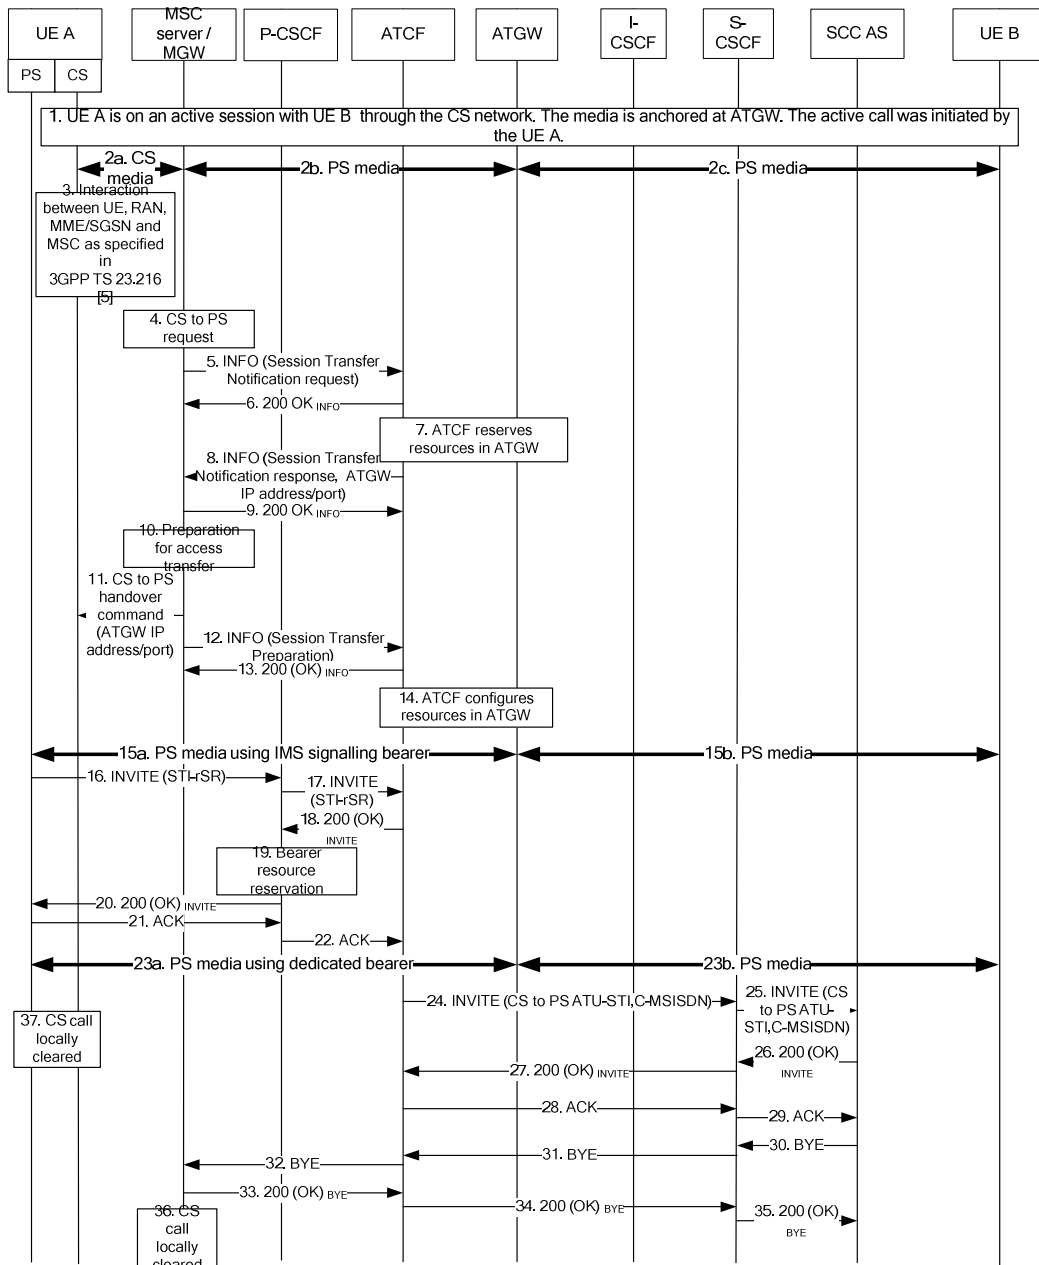 UE A
MSC
server /
MGW
P-CSCF
ATCF
ATGW
I-
CSCF
S-
CSCF
SCC AS
UE B
PS
CS
1. UE A is on an active session with UE B through the CS network. The media is anchored at ATGW. The active call was initiated by
the UE A.
2a. CS
media
2b. PS media
2c. PS media
3. Interaction
between UE, RAN,
MME/SGSN and
MSC as specified
in
3GPP TS 23.216
[5]
4. CS to PS
request
5. INFO (Session Transfer
Notification request)
6. 200 OK INFO
7. ATCF reserves
resources in ATGW
8. INFO (Session Transfer
Notification response, ATGW
IP address/port)
9. 200 OK INFO
10. Preparation
for access
transfer
11. CS to PS
handover
command
(ATGW IP
address/port)
12. INFO (Session Transfer
Preparation)
13. 200 (OK) INFO
14. ATCF configures
resources in ATGW
15a. PS media using IMS signalling bearer
15b. PS media
16. INVITE (STI-rSR)
17. INVITE
(STI-rSR)
18. 200 (OK)
INVITE
19. Bearer
resource
reservation
20. 200 (OK) INVITE
21. ACK
22. ACK
23a. PS media using dedicated bearer
23b. PS media
24. INVITE (CS to PS ATU-STI,C-MSISDN)
25. INVITE (CS
to PS ATU-
STI,C-MSISDN)
37. CS call
locally
cleared
26. 200 (OK)
INVITE
27. 200 (OK) INVITE
28. ACK
29. ACK
30. BYE
31. BYE
32. BYE
33. 200 (OK) BYE
34. 200 (OK) BYE
35. 200 (OK)
BYE
36. CS
call
locally
cleared